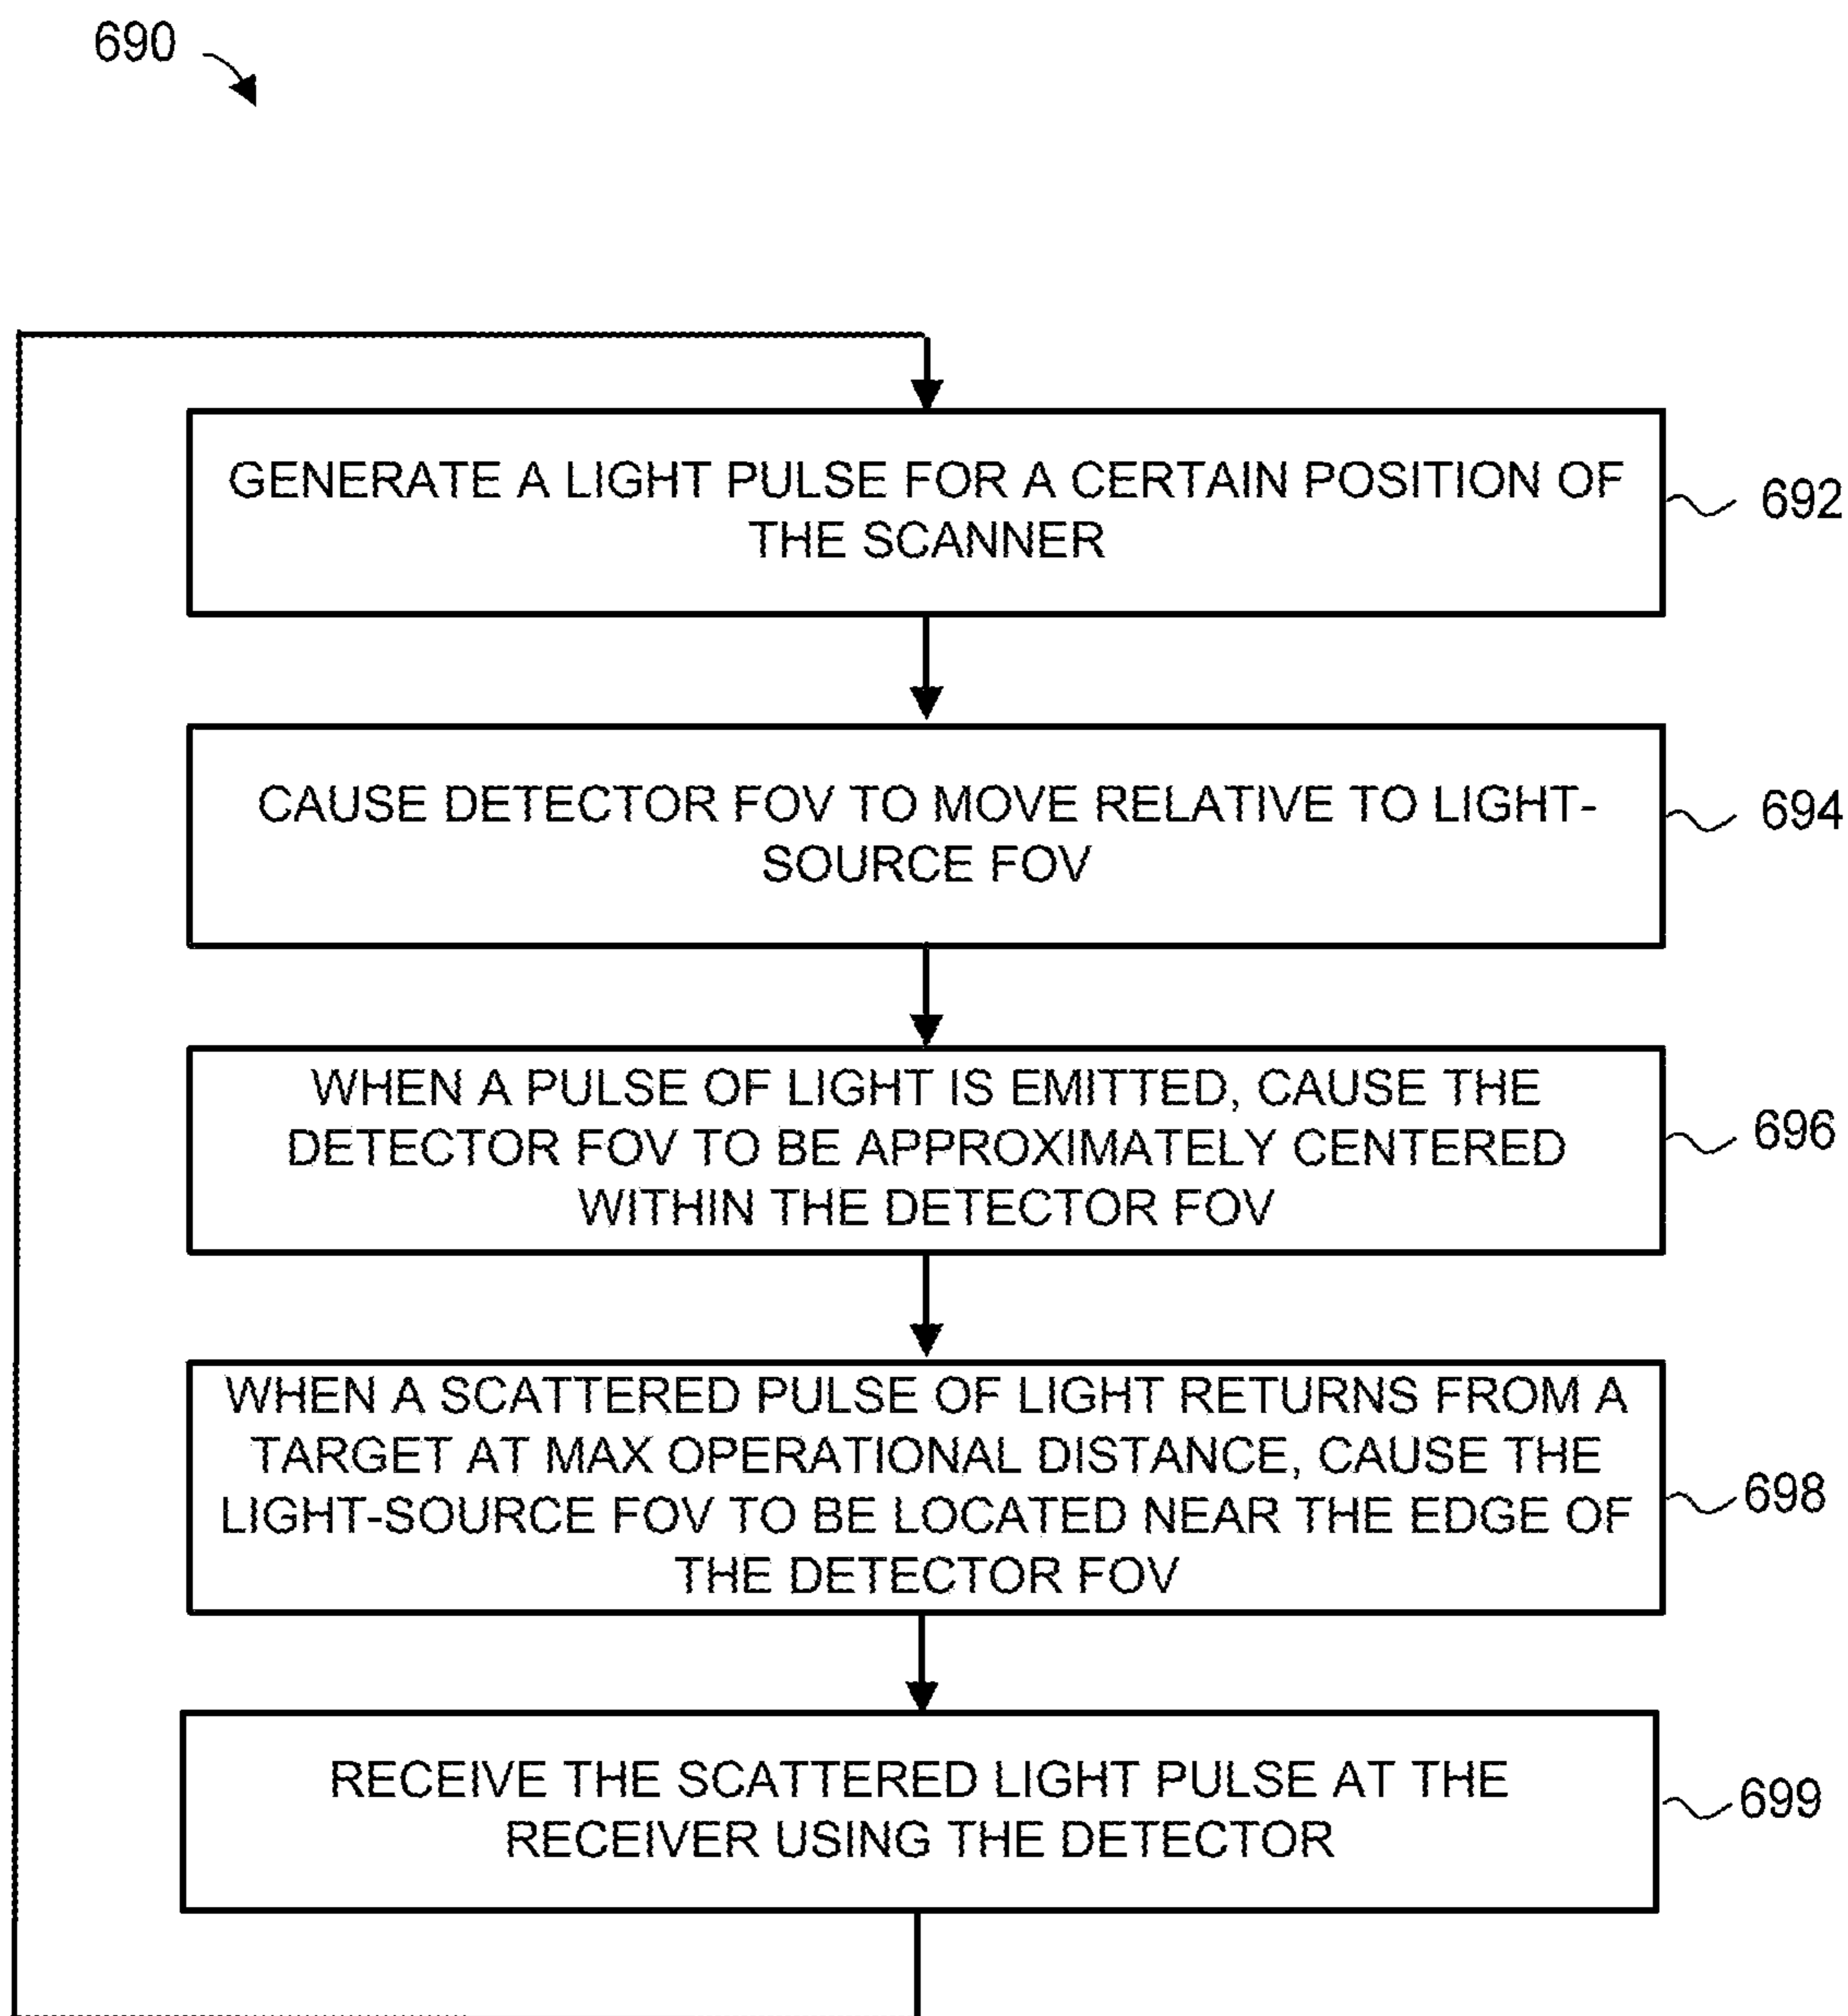 690
GENERATE A LIGHT PULSE FOR A CERTAIN POSITION OF
THE SCANNER
692
CAUSE DETECTOR FOV TO MOVE RELATIVE TO LIGHT-
SOURCE FOV
694
WHEN A PULSE OF LIGHT IS EMITTED, CAUSE THE
DETECTOR FOV TO BE APPROXIMATELY CENTERED
WITHIN THE DETECTOR FOV
696
WHEN A SCATTERED PULSE OF LIGHT RETURNS FROM A
TARGET AT MAX OPERATIONAL DISTANCE, CAUSE THE
LIGHT-SOURCE FOV TO BE LOCATED NEAR THE EDGE OF
THE DETECTOR FOV
698
RECEIVE THE SCATTERED LIGHT PULSE AT THE
RECEIVER USING THE DETECTOR
699